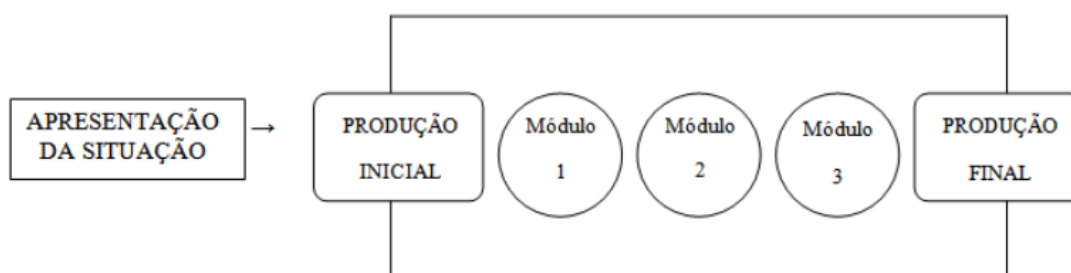 APRESENTAÇÃO
DA SITUAÇÃO
→
PRODUÇÃO
INICIAL
Módulo
1
Módulo
2
Módulo
3
PRODUÇÃO
FINAL